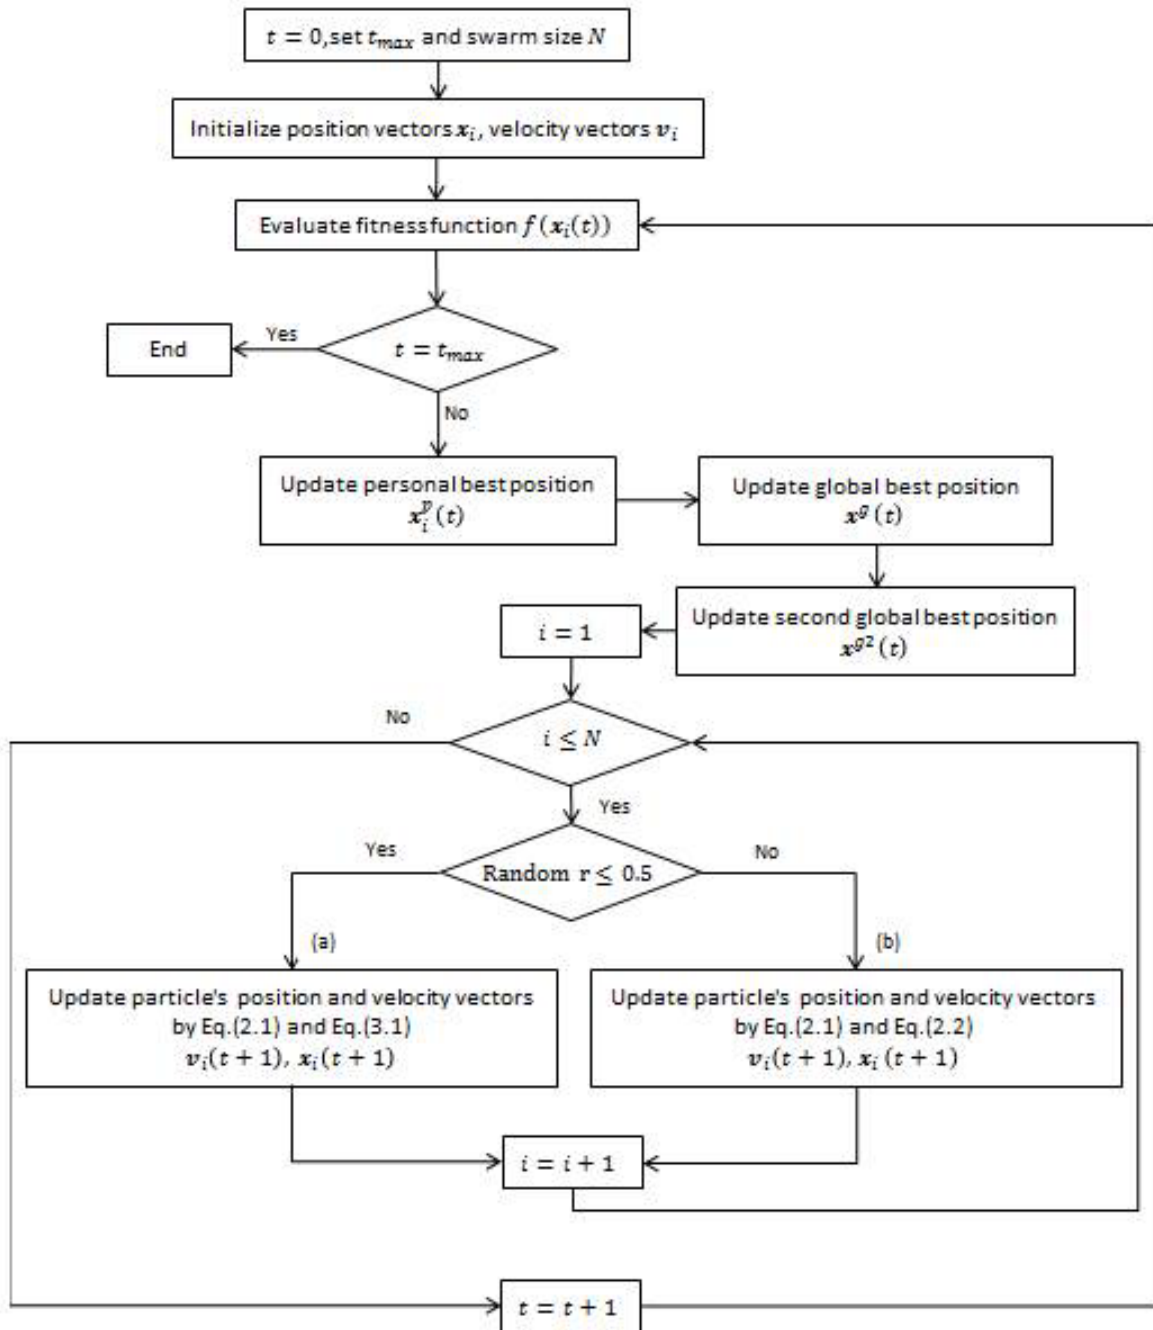 t = 0,set t_max and swarm size N
Initialize position vectors x_i, velocity vectors v_i
Evaluate fitness function f(x_i(t))
Yes
End
t = t_max
No
Update personal best position
x_i^p(t)
Update global best position
x^g(t)
Update second global best position
x^{g2}(t)
i = 1
No
i ≤ N
Yes
Yes
Random r ≤ 0.5
No
(a)
(b)
Update particle's position and velocity vectors
by Eq.(2.1) and Eq.(3.1)
v_i(t + 1), x_i(t + 1)
Update particle's position and velocity vectors
by Eq.(2.1) and Eq.(2.2)
v_i(t + 1), x_i(t + 1)
i = i + 1
t = t + 1